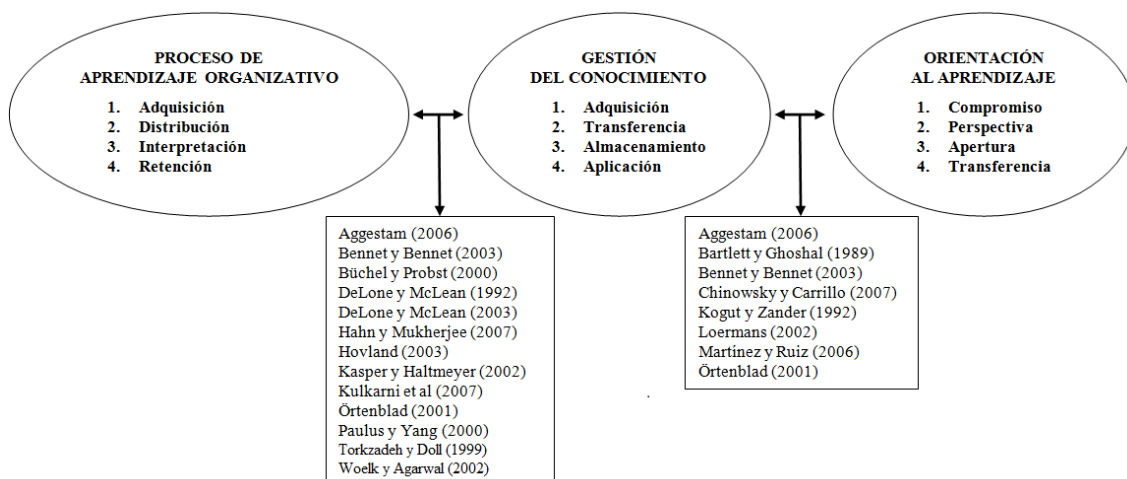 PROCESO DE
APRENDIZAJE ORGANIZATIVO
1. Adquisición
2. Distribución
3. Interpretación
4. Retención
GESTIÓN
DEL CONOCIMIENTO
1. Adquisición
2. Transferencia
3. Almacenamiento
4. Aplicación
ORIENTACIÓN
AL APRENDIZAJE
1. Compromiso
2. Perspectiva
3. Apertura
4. Transferencia
Aggestam (2006)
Bennet y Bennet (2003)
Büchel y Probst (2000)
DeLone y McLean (1992)
DeLone y McLean (2003)
Hahn y Mukherjee (2007)
Hovland (2003)
Kasper y Haltmeyer (2002)
Kulkarni et al (2007)
Örtenblad (2001)
Paulus y Yang (2000)
Torkzadeh y Doll (1999)
Woelk y Agarwal (2002)
Aggestam (2006)
Bartlett y Ghoshal (1989)
Bennet y Bennet (2003)
Chinowsky y Carrillo (2007)
Kogut y Zander (1992)
Loermans (2002)
Martínez y Ruiz (2006)
Örtenblad (2001)